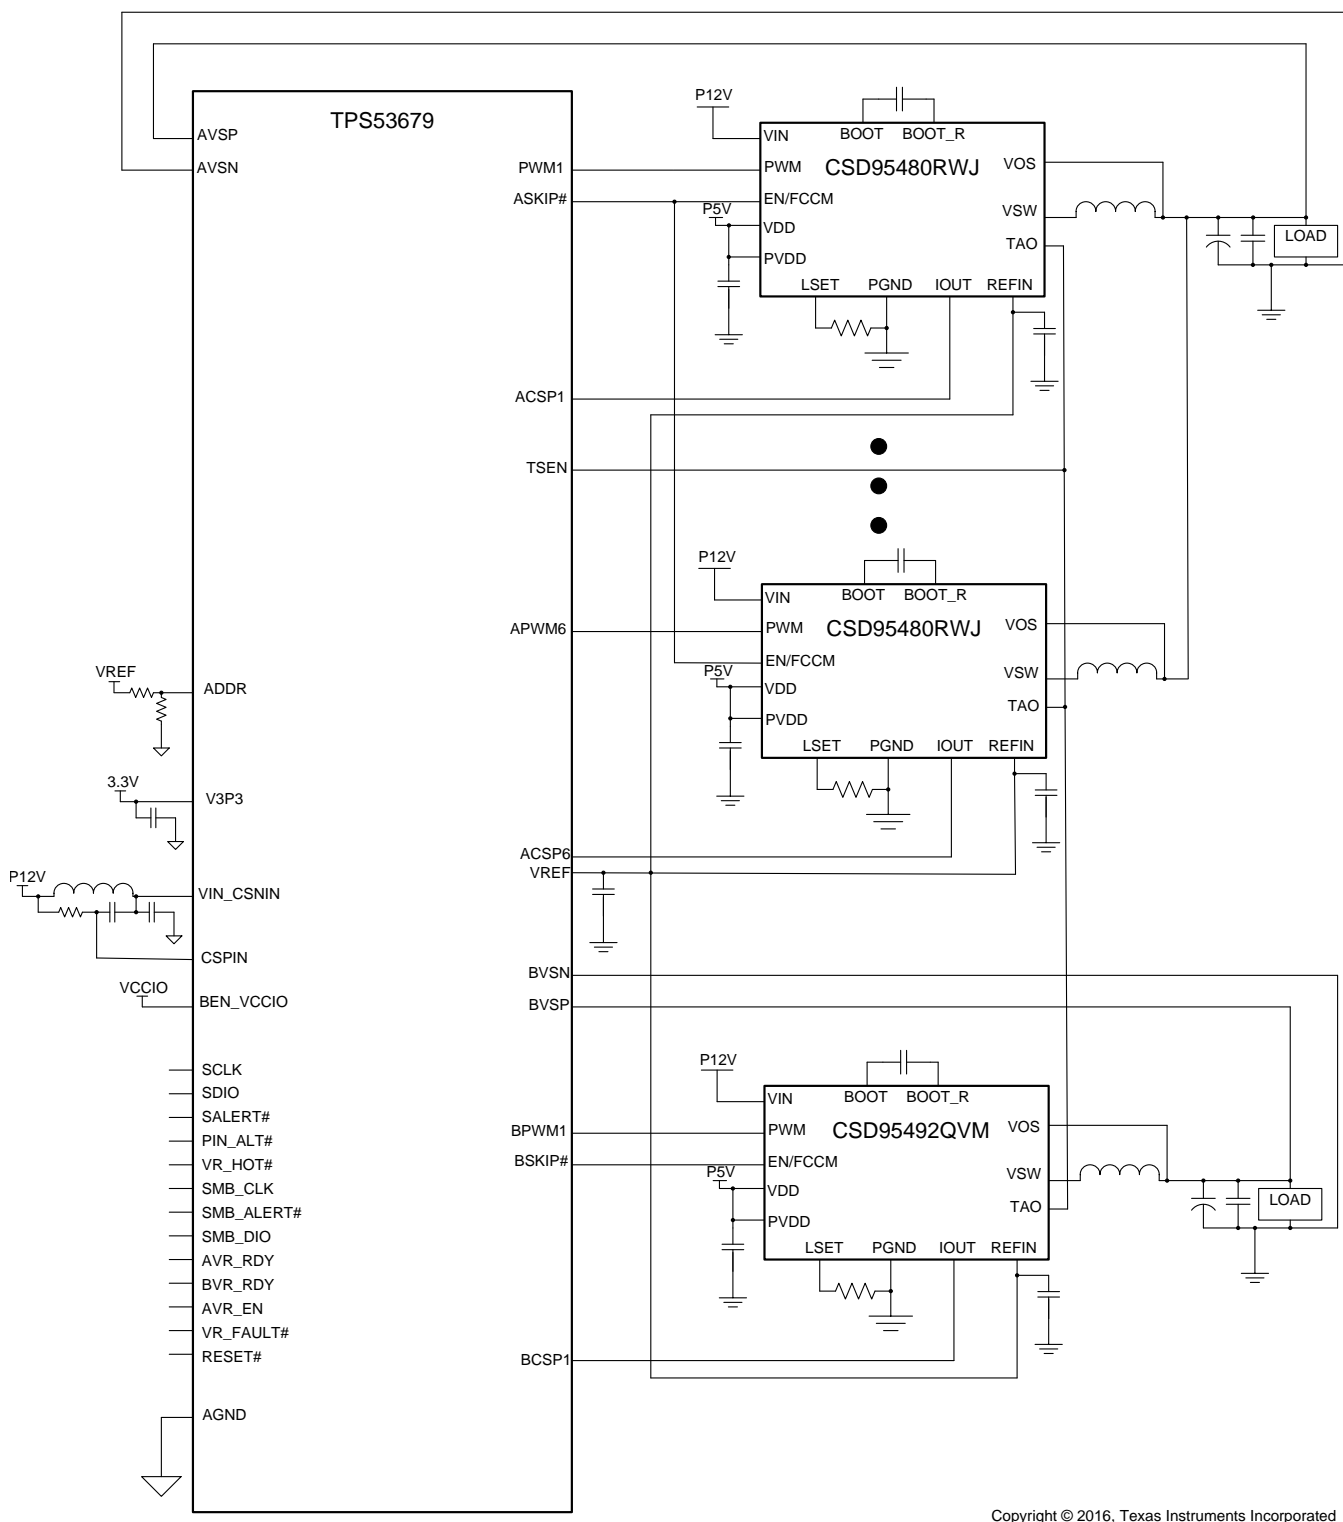 TPS53679
AVSP
AVSN
PWM1
ASKIP#
ACSP1
TSEN
APWM6
VREF
ADDR
3.3V
V3P3
P12V
VIN_CSNIN
CSPIN
VCCIO
BEN_VCCIO
SCLK
SDIO
SALERT#
PIN_ALT#
VR_HOT#
SMB_CLK
SMB_ALERT#
SMB_DIO
AVR_RDY
BVR_RDY
AVR_EN
VR_FAULT#
RESET#
AGND
ACSP6
VREF
BVSN
BVSP
BPWM1
BSKIP#
BCSP1
P12V
VIN
BOOT
BOOT_R
PWM
CSD95480RWJ
VOS
EN/FCCM
P5V
VDD
VSW
PVDD
TAO
LSET
PGND
IOUT
REFIN
LOAD
P12V
VIN
BOOT
BOOT_R
PWM
CSD95480RWJ
VOS
EN/FCCM
P5V
VDD
VSW
PVDD
TAO
LSET
PGND
IOUT
REFIN
P12V
VIN
BOOT
BOOT_R
PWM
CSD95492QVM
VOS
EN/FCCM
P5V
VDD
VSW
PVDD
TAO
LSET
PGND
IOUT
REFIN
LOAD
Copyright © 2016, Texas Instruments Incorporated